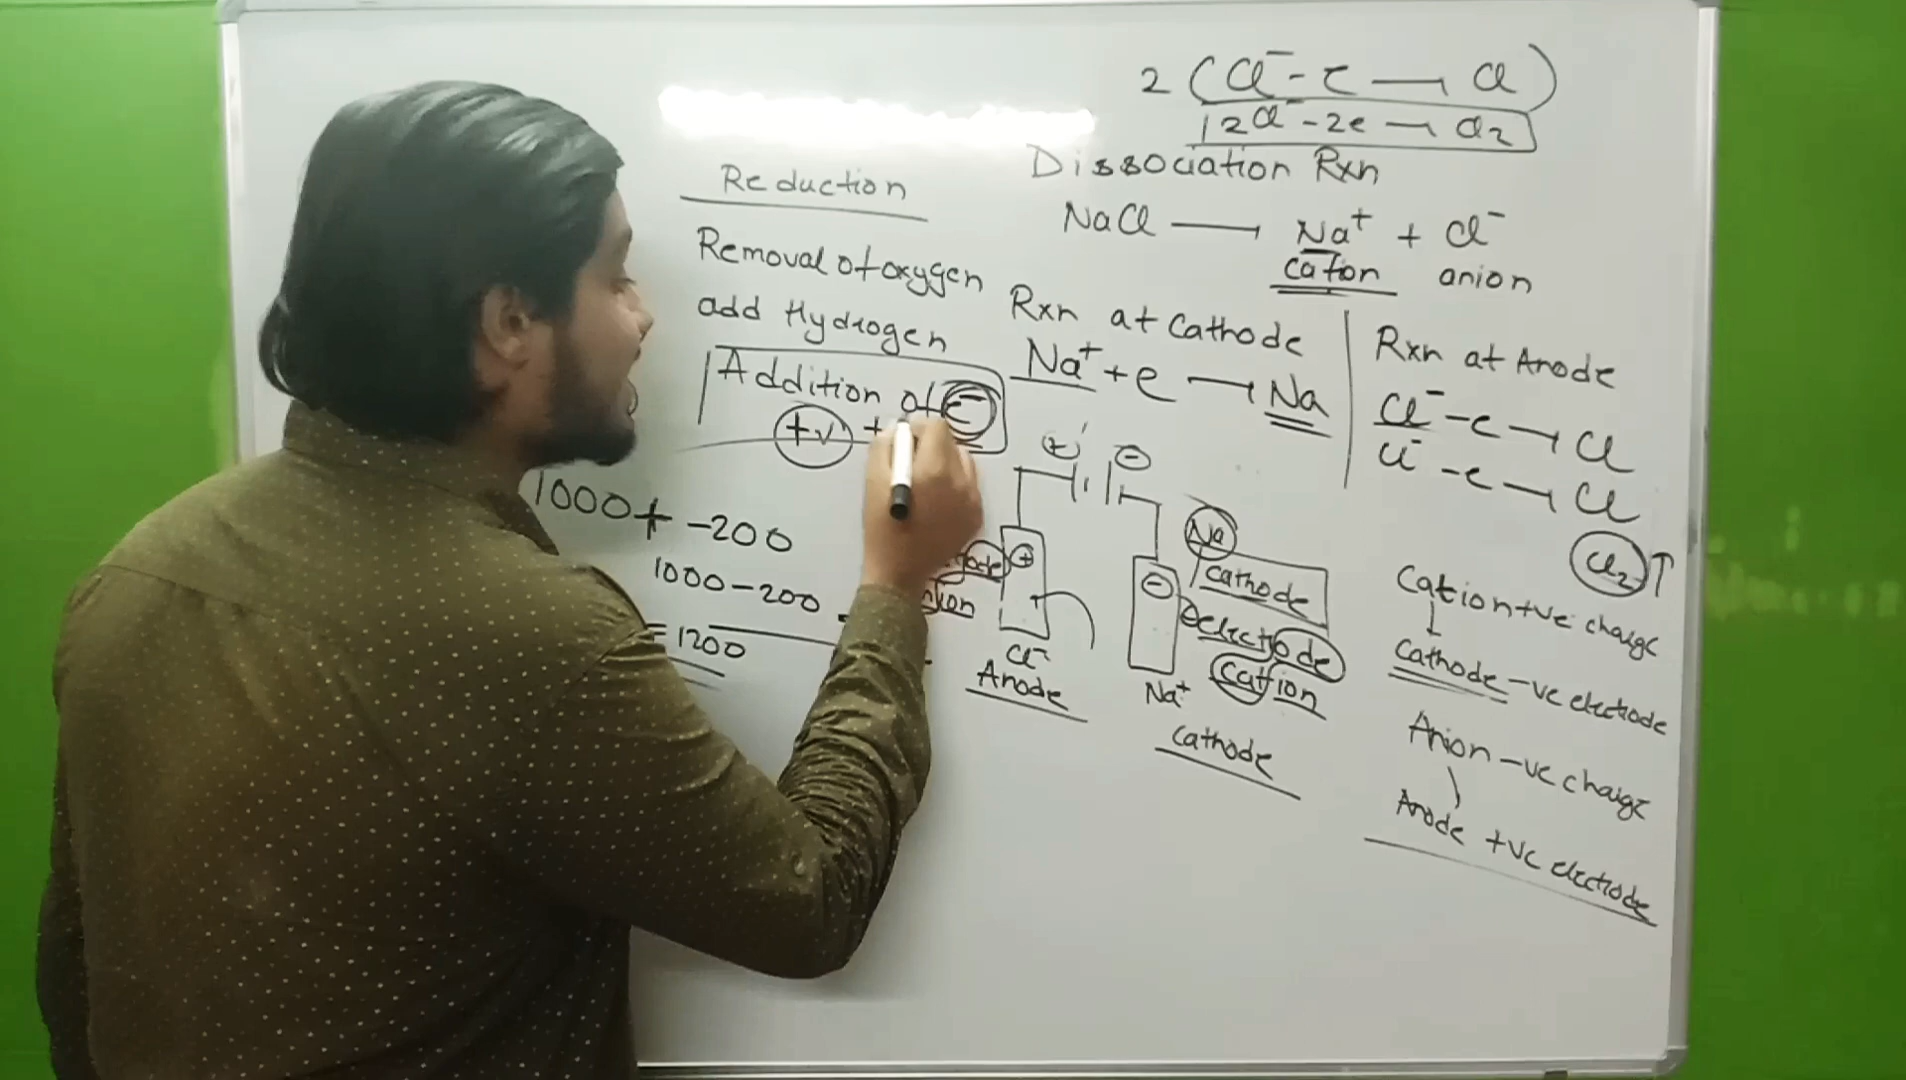 2 (Cl⁻ - e → Cl)
2Cl⁻ - 2e → Cl₂
Reduction
Removal of oxygen
add Hydrogen
Addition of e⁻
+v
1000 + -200
1000 - 200
= 1200
Dissociation Rxn
NaCl → Na⁺ + Cl⁻
cation anion
Rxn at Cathode
Na⁺ + e → Na
Rxn at Anode
Cl⁻ - e → Cl
Cl⁻ - e → Cl
Cl₂ ↑
+ -
+
ode
ion
Cl⁻
Anode
-
Na
Cathode
Electrode
Cation
Na⁺
Cathode
Cation +ve charge
Cathode -ve electrode
Anion -ve charge
Anode +ve electrode